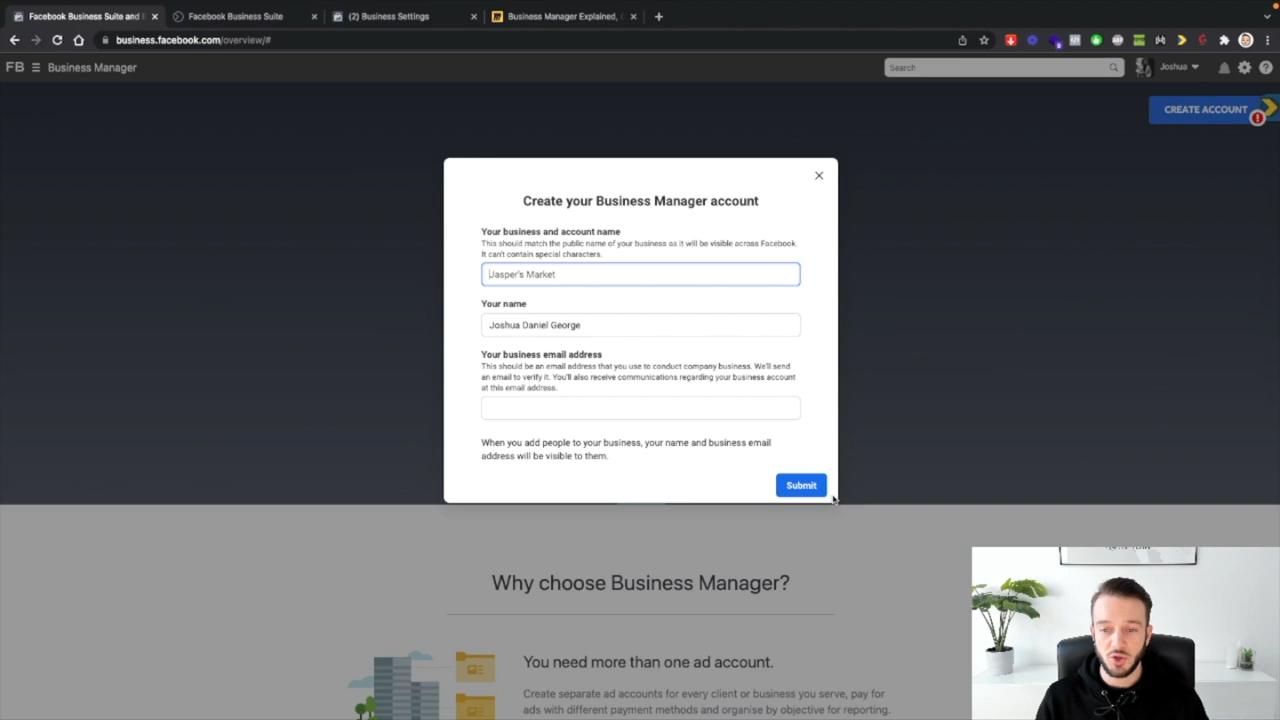 Facebook Business Suite and
Facebook Business Suite
(2) Business Settings
Business Manager Explained,
business.facebook.com/overview/#
FB
Business Manager
Search
Joshua
CREATE ACCOUNT
Create your Business Manager account
Your business and account name
This should match the public name of your business as it will be visible across Facebook.
It can't contain special characters.
Jasper's Market
Your name
Joshua Daniel George
Your business email address
This should be an email address that you use to conduct company business. We'll send
an email to verify it. You'll also receive communications regarding your business account
at this email address.
When you add people to your business, your name and business email
address will be visible to them.
Submit
Why choose Business Manager?
You need more than one ad account.
Create separate ad accounts for every client or business you serve, pay for
ads with different payment methods and organise by objective for reporting.